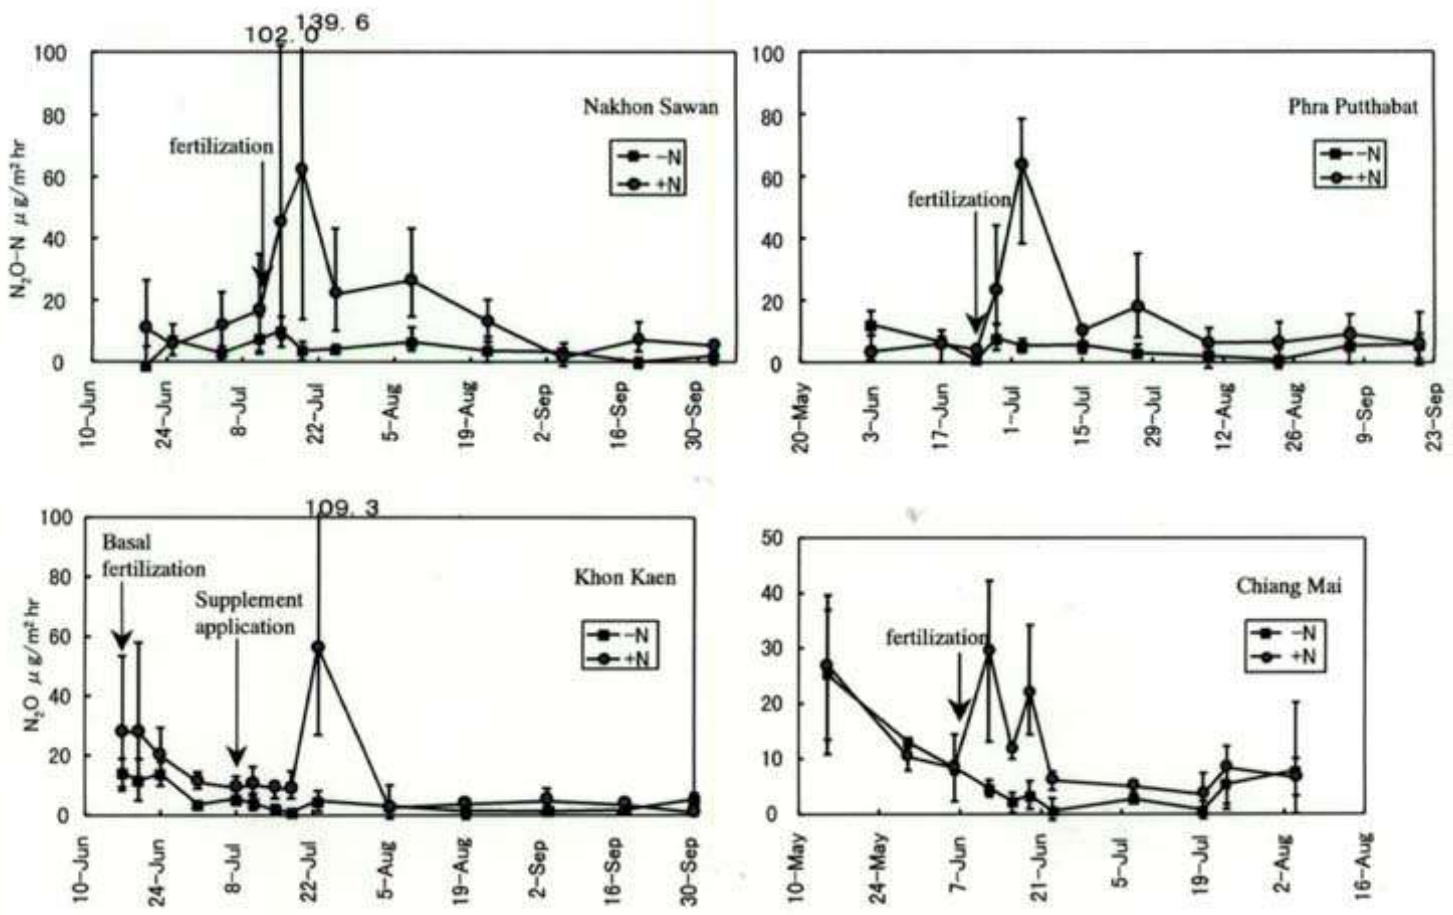 139. 6
102. 0
100
80
60
40
20
0
N₂O-N μ g/m² hr
Nakhon Sawan
fertilization
-N
+N
10-Jun
24-Jun
8-Jul
22-Jul
5-Aug
19-Aug
2-Sep
16-Sep
30-Sep
100
80
60
40
20
0
Phra Putthabat
fertilization
-N
+N
20-May
3-Jun
17-Jun
1-Jul
15-Jul
29-Jul
12-Aug
26-Aug
9-Sep
23-Sep
109. 3
100
80
60
40
20
0
N₂O μ g/m² hr
Basal
fertilization
Supplement
application
Khon Kaen
-N
+N
10-Jun
24-Jun
8-Jul
22-Jul
5-Aug
19-Aug
2-Sep
16-Sep
30-Sep
50
40
30
20
10
0
Chiang Mai
fertilization
-N
+N
10-May
24-May
7-Jun
21-Jun
5-Jul
19-Jul
2-Aug
16-Aug